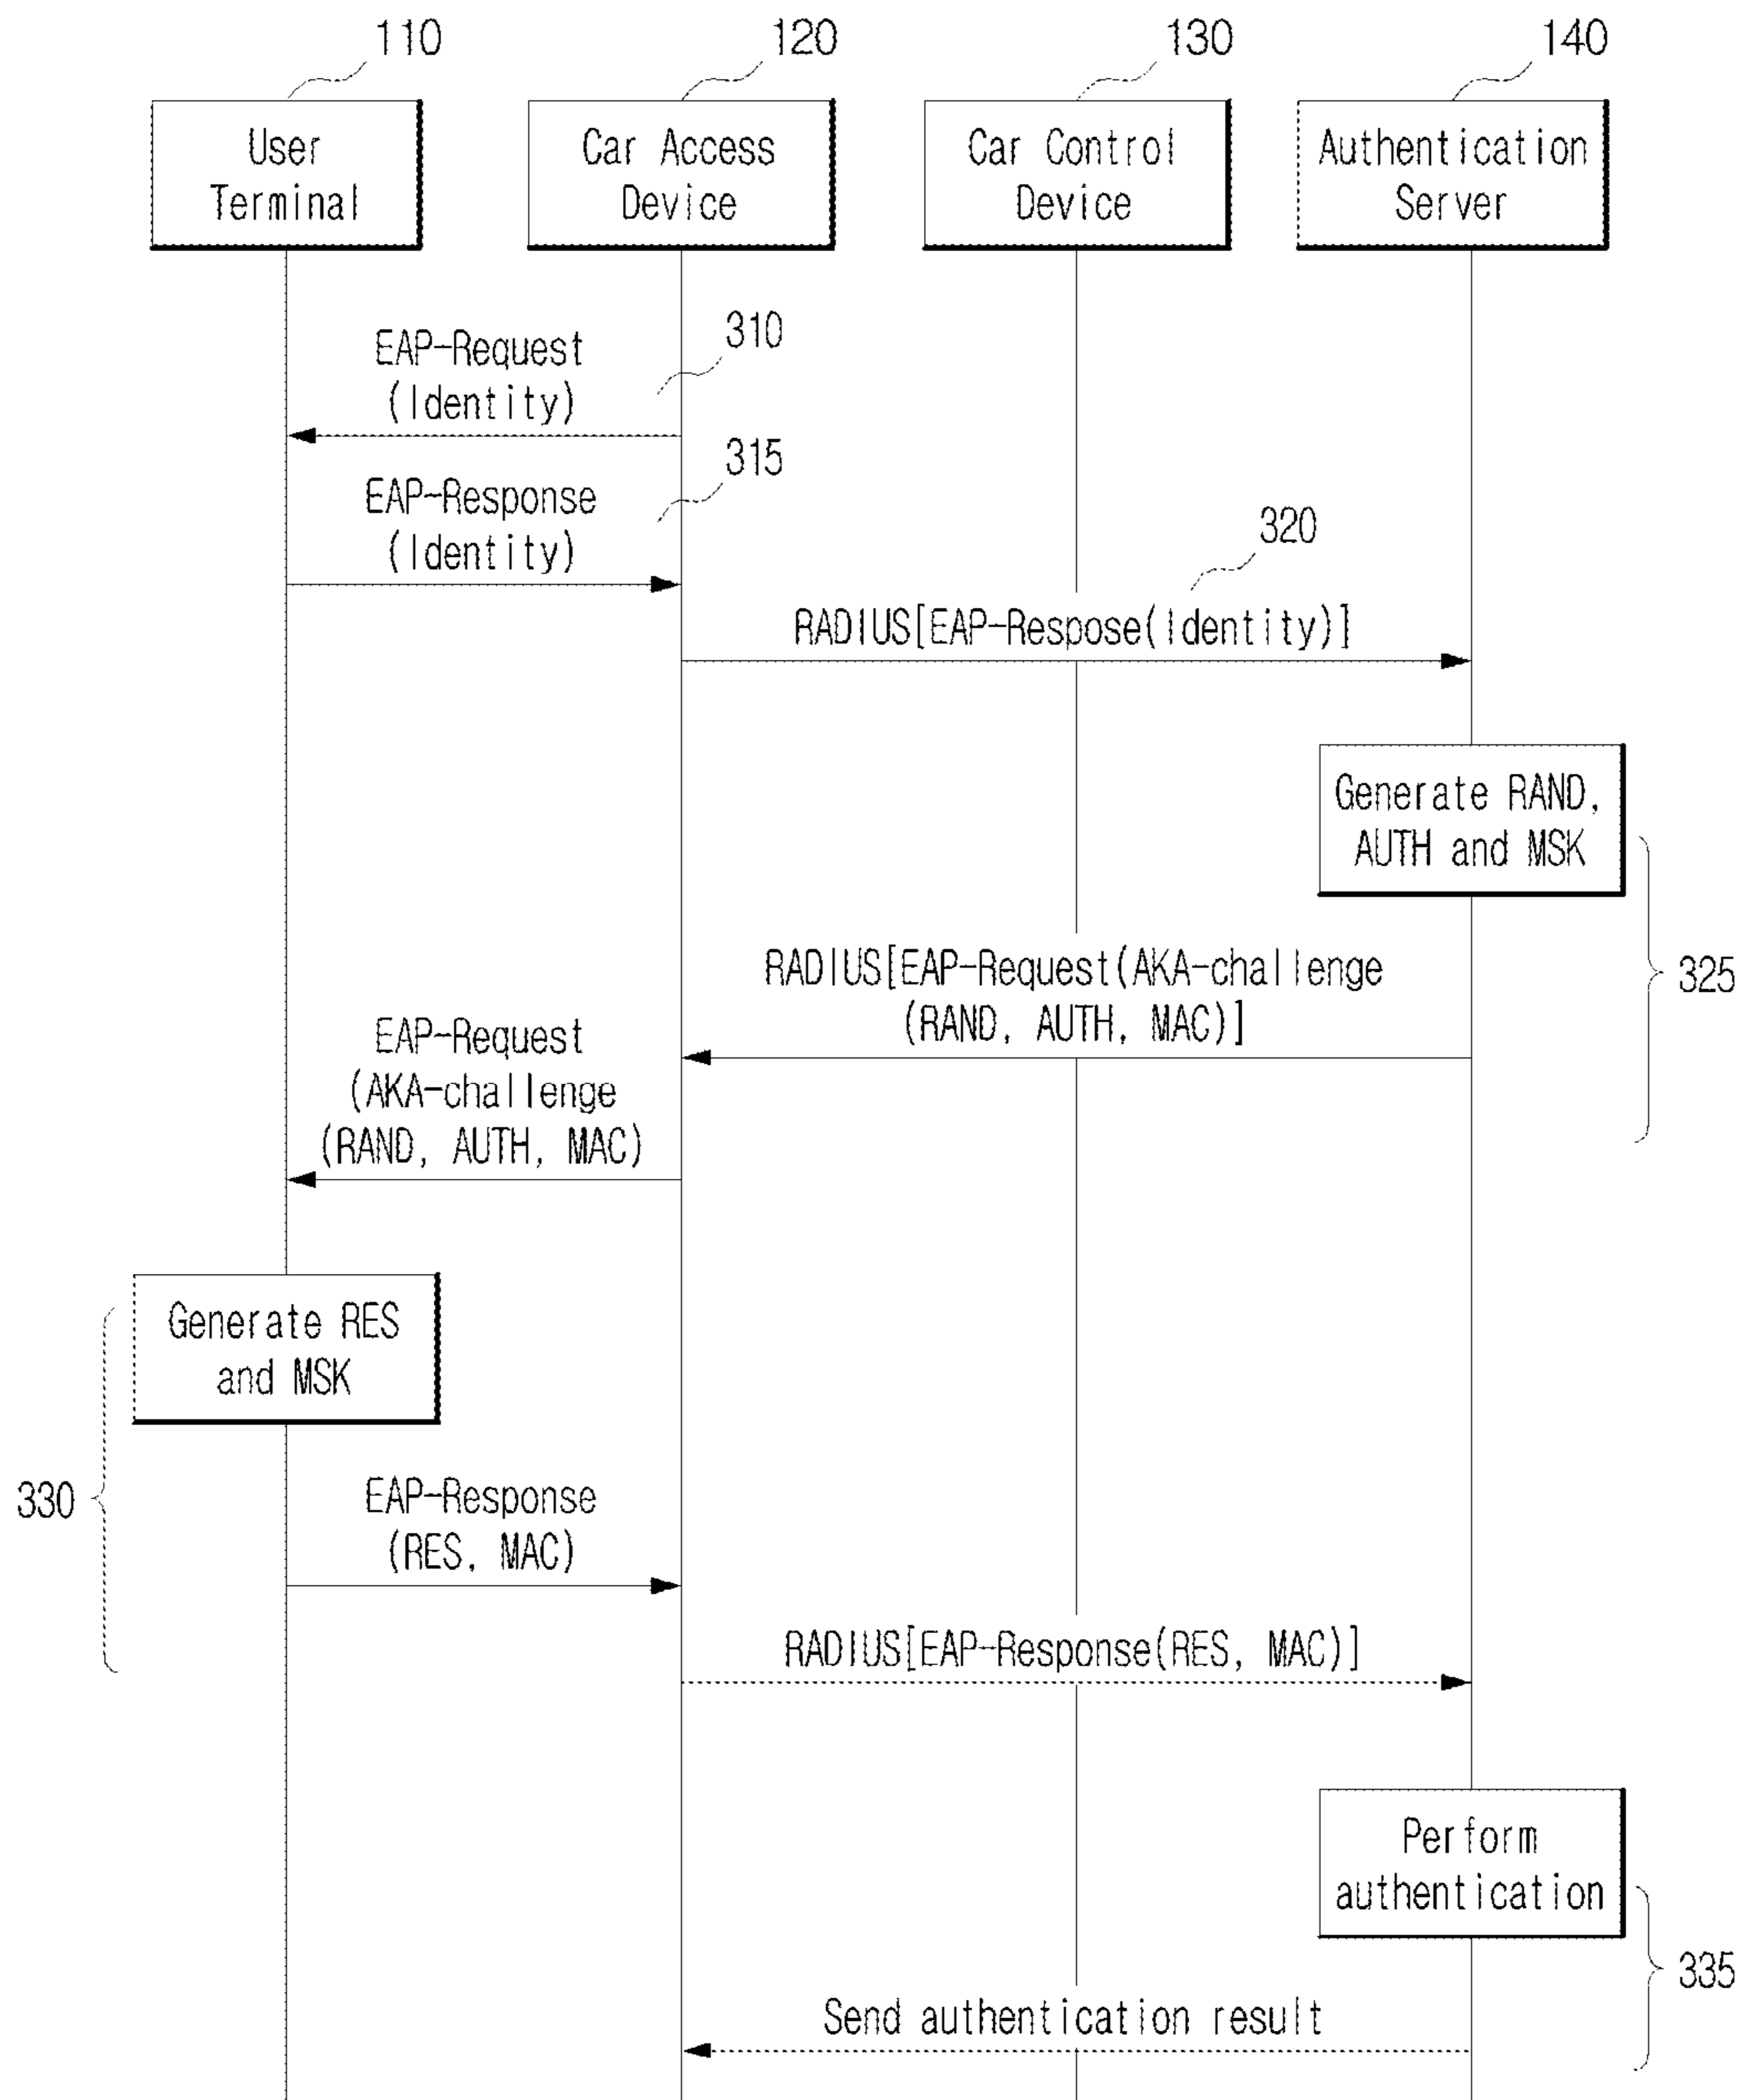 110
120
130
140
User
Terminal
Car Access
Device
Car Control
Device
Authentication
Server
EAP-Request
(Identity)
310
EAP-Response
(Identity)
315
320
RADIUS[EAP-Respose(Identity)]
Generate RAND,
AUTH and MSK
RADIUS[EAP-Request(AKA-challenge
(RAND, AUTH, MAC)]
325
EAP-Request
(AKA-challenge
(RAND, AUTH, MAC)
Generate RES
and MSK
330
EAP-Response
(RES, MAC)
RADIUS[EAP-Response(RES, MAC)]
Perform
authentication
335
Send authentication result